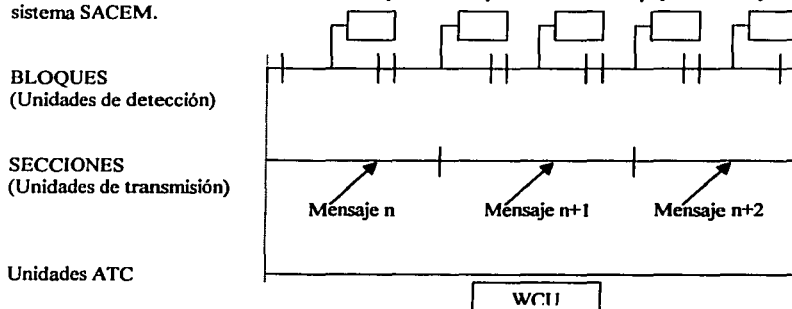 sistema SACEM.
BLOQUES
(Unidades de detección)
SECCIONES
(Unidades de transmisión)
Mensaje n
Mensaje n+1
Mensaje n+2
Unidades ATC
WCU